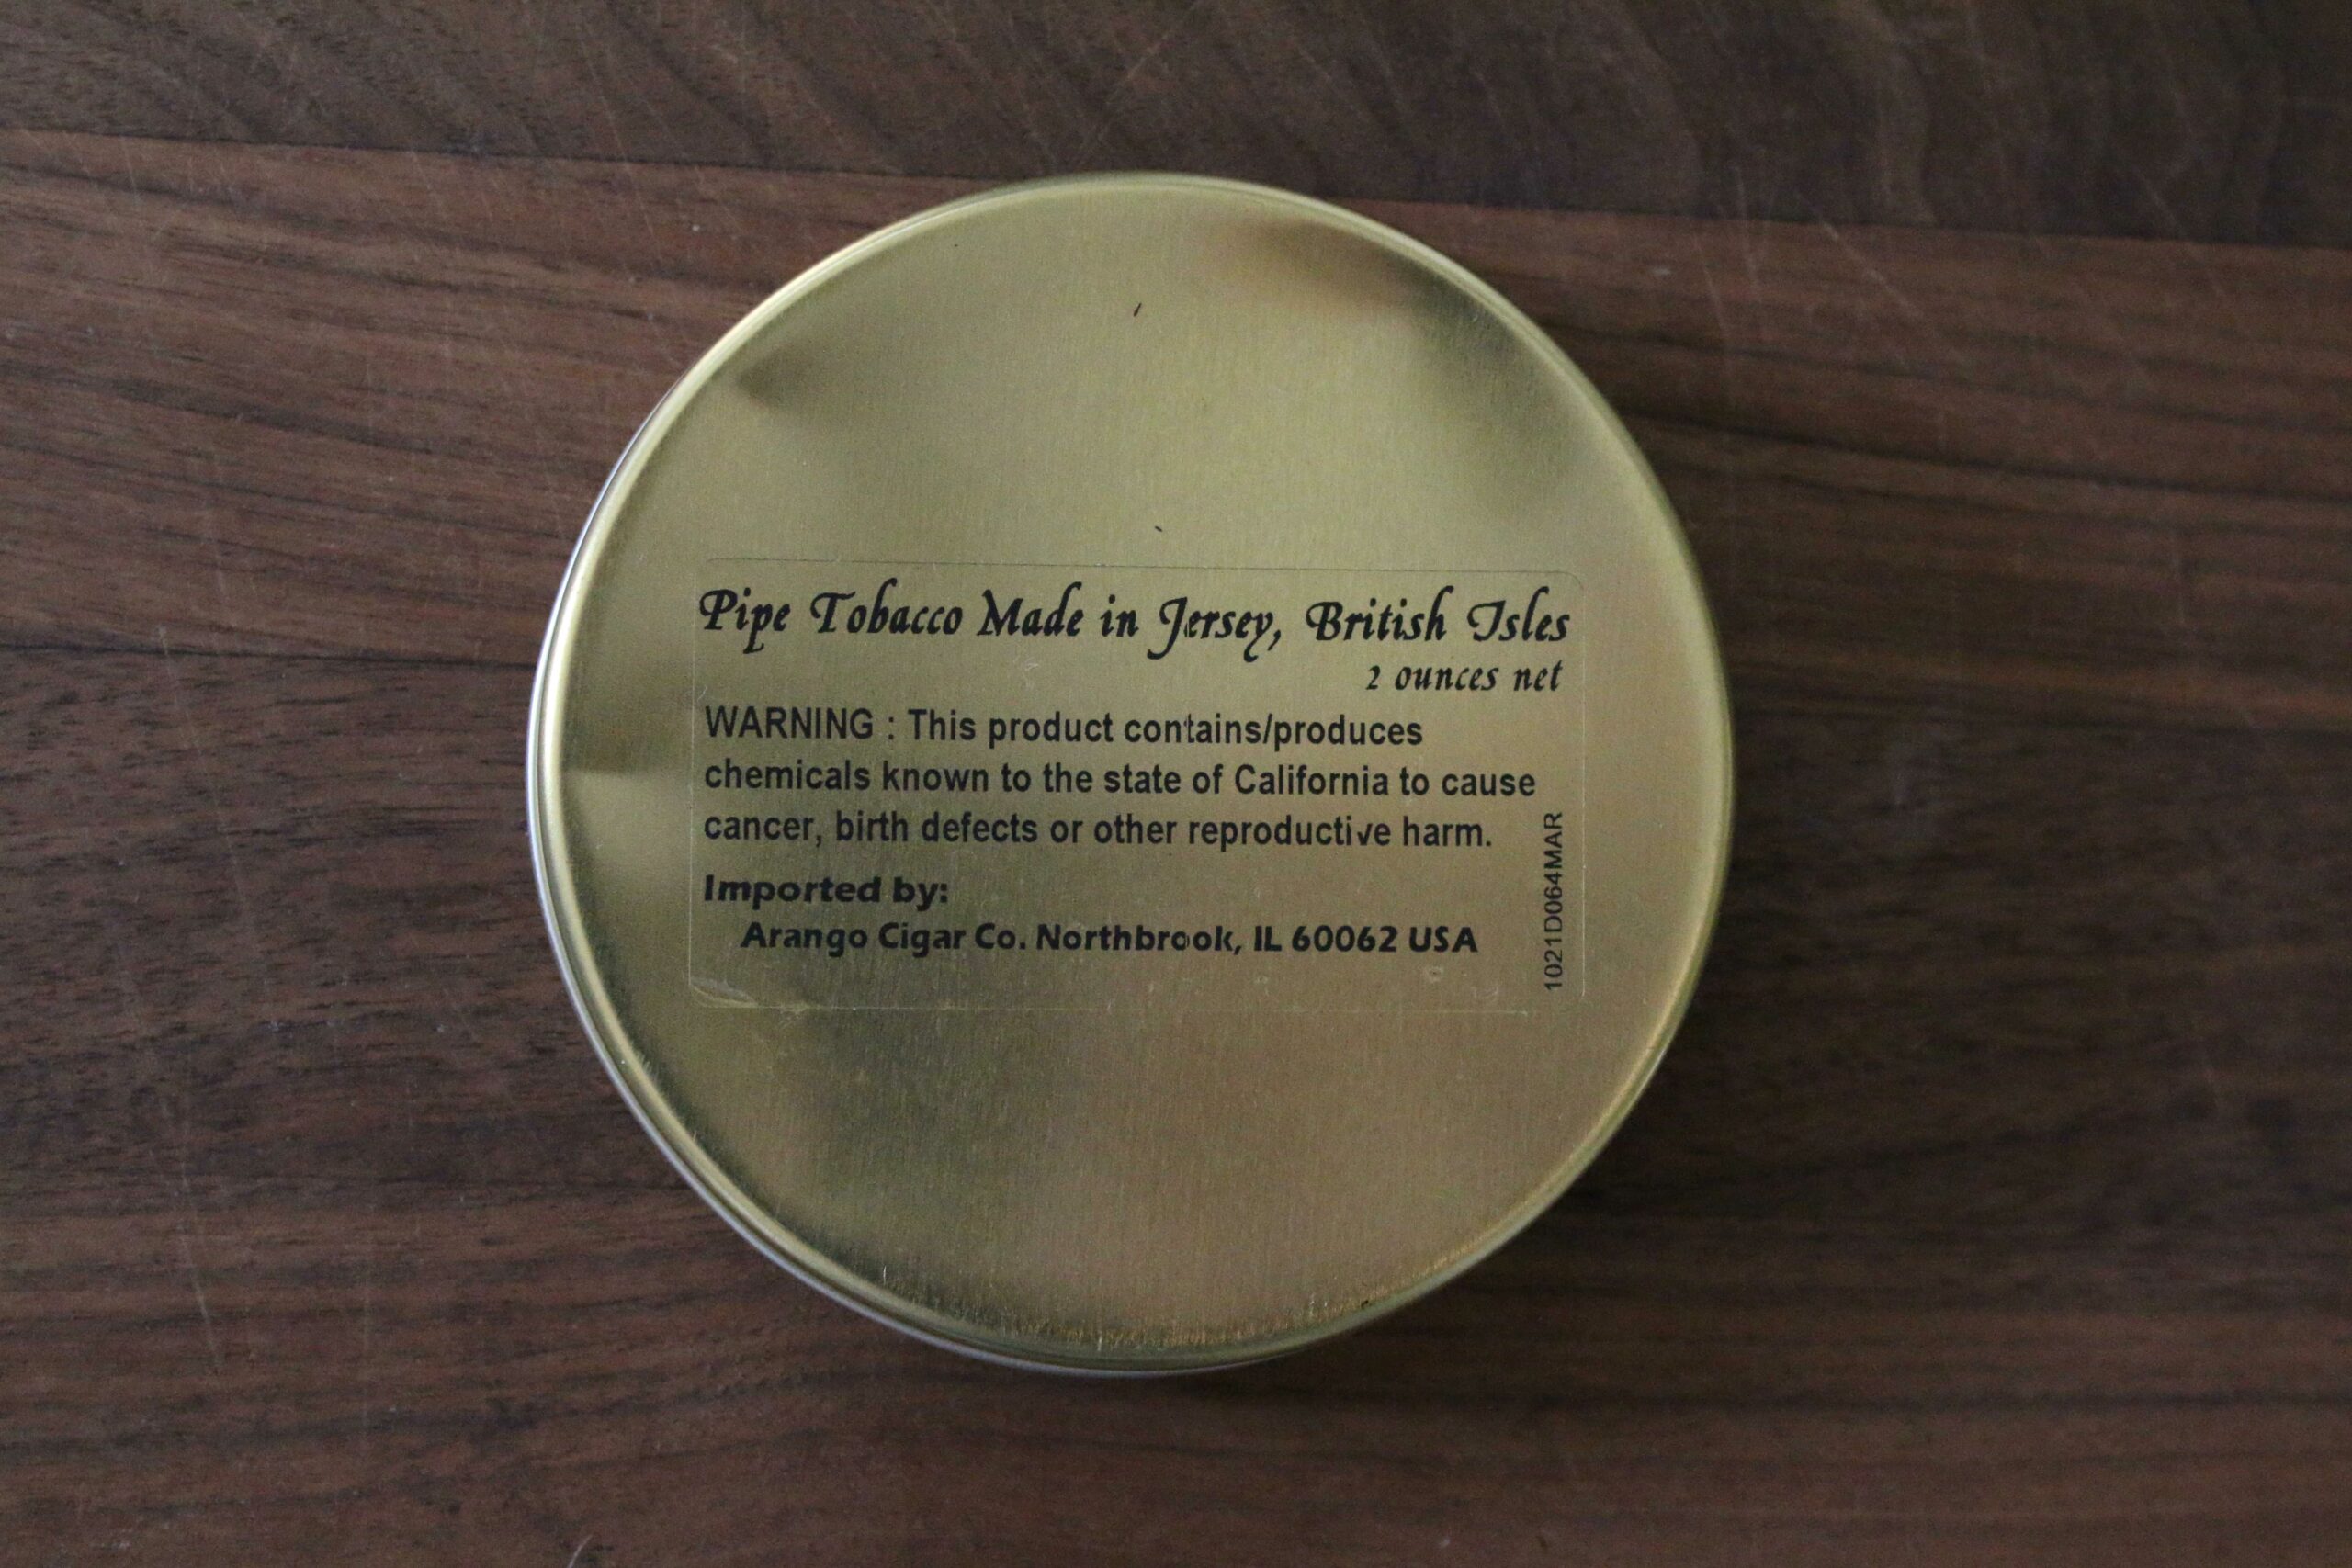 Pipe Tobacco Made in Jersey, British Isles
2 ounces net
WARNING : This product contains/produces
chemicals known to the state of California to cause
cancer, birth defects or other reproductive harm.
Imported by:
Arango Cigar Co. Northbrook, IL 60062 USA
1021D064MAR